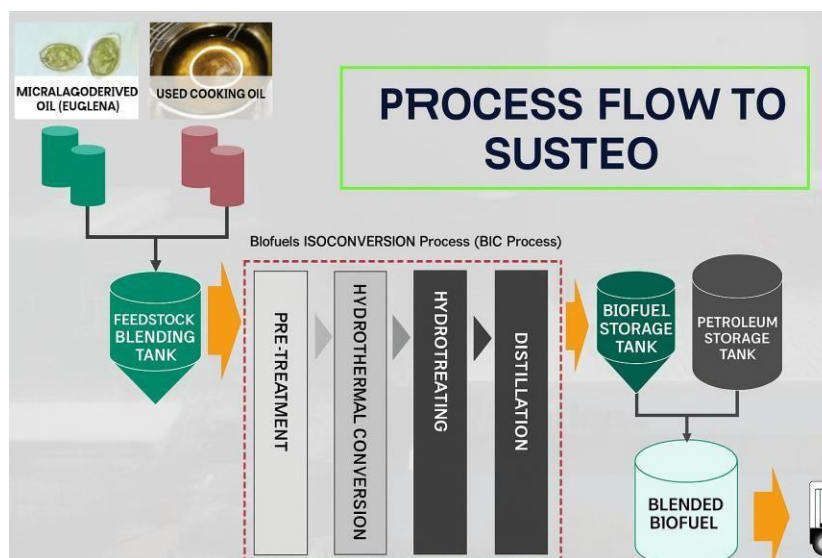 PROCESS FLOW TO
SUSTEO
MICRALAGODERIVED
OIL (EUGLENA)
USED COOKING OIL
Biofuels ISOCONVERSION Process (BIC Process)
FEEDSTOCK
BLENDING
TANK
PRE-TREATMENT
HYDROTHERMAL CONVERSION
HYDROTREATING
DISTILLATION
BIOFUEL
STORAGE
TANK
PETROLEUM
STORAGE
TANK
BLENDED
BIOFUEL